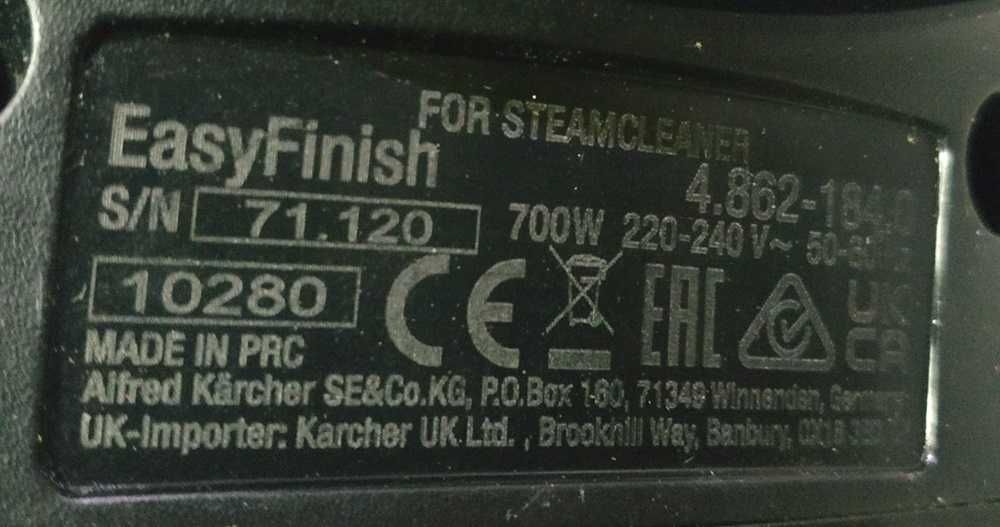 FOR STEAMCLEANER
EasyFinish
S/N 71.120 700W 220-240 V~
10280 CE EAC UK CA
MADE IN PRC
Alfred Kärcher SE&Co.KG, P.O.Box 160, 71349 Winnenden, Germany
UK-Importer: Karcher UK Ltd. , Brookhill Way, Banbury,